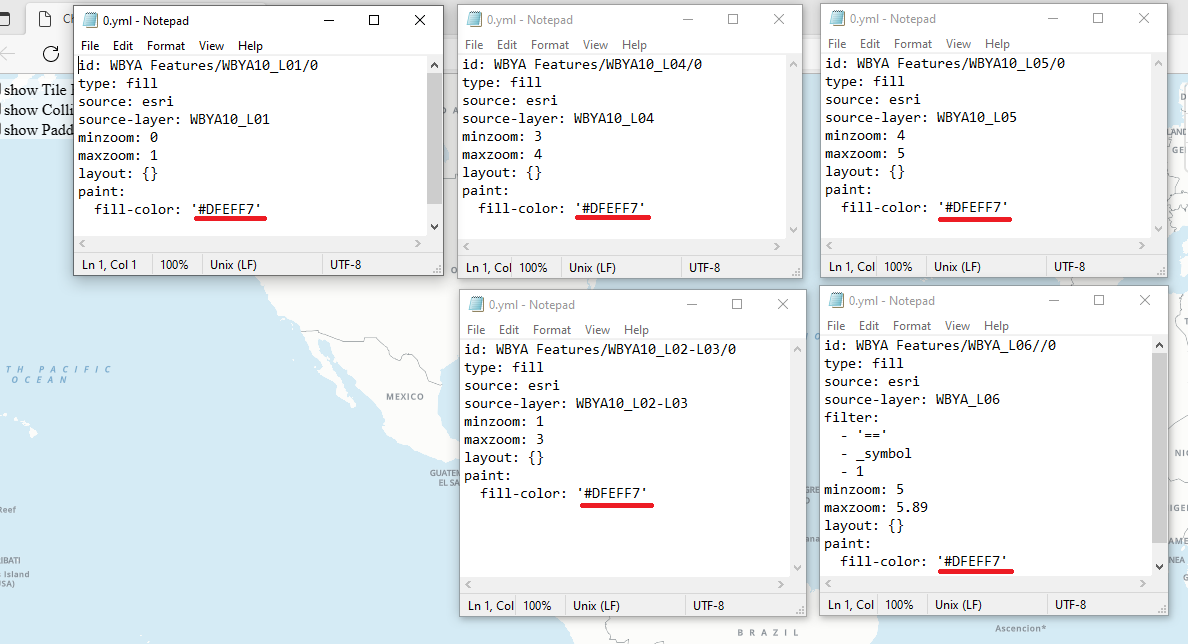 Ch
show Tile
show Colli
show Padd
0.yml - Notepad
File Edit Format View Help
id: WBYA Features/WBYA10_L01/0
type: fill
source: esri
source-layer: WBYA10_L01
minzoom: 0
maxzoom: 1
layout: {}
paint:
  fill-color: '#DFEFF7'
Ln 1, Col 1 100% Unix (LF) UTF-8
0.yml - Notepad
File Edit Format View Help
id: WBYA Features/WBYA10_L04/0
type: fill
source: esri
source-layer: WBYA10_L04
minzoom: 3
maxzoom: 4
layout: {}
paint:
  fill-color: '#DFEFF7'
Ln 1, Col 100% Unix (LF) UTF-8
0.yml - Notepad
File Edit Format View Help
id: WBYA Features/WBYA10_L05/0
type: fill
source: esri
source-layer: WBYA10_L05
minzoom: 4
maxzoom: 5
layout: {}
paint:
  fill-color: '#DFEFF7'
Ln 1, Col 100% Unix (LF) UTF-8
0.yml - Notepad
File Edit Format View Help
id: WBYA Features/WBYA10_L02-L03/0
type: fill
source: esri
source-layer: WBYA10_L02-L03
minzoom: 1
maxzoom: 3
layout: {}
paint:
  fill-color: '#DFEFF7'
Ln 1, Col 100% Unix (LF) UTF-8
0.yml - Notepad
File Edit Format View Help
id: WBYA Features/WBYA_L06//0
type: fill
source: esri
source-layer: WBYA_L06
filter:
  - '=='
  - _symbol
  - 1
minzoom: 5
maxzoom: 5.89
layout: {}
paint:
  fill-color: '#DFEFF7'
Ln 1, Col 100% Unix (LF) UTF-8
TH PACIFIC
OCEAN
MEXICO
GUATEM
EL SA
Reef
IBATI
s Island
SA)
BRAZIL
Ascencion*